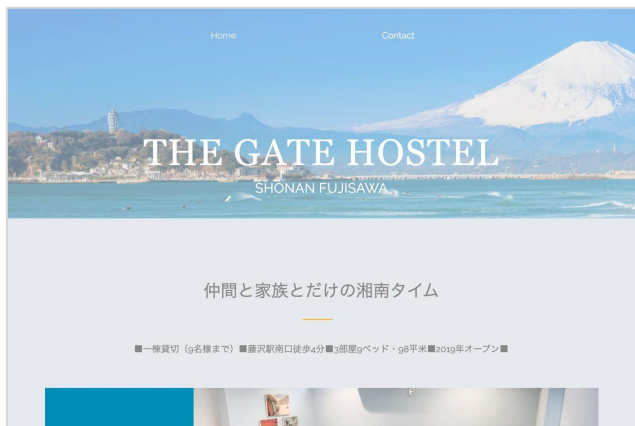 Home
Contact
THE GATE HOSTEL
SHONAN FUJISAWA
仲間と家族とだけの湘南タイム
■一棟貸切（9名様まで）■藤沢駅南口徒歩4分■3部屋9ベッド・98平米■2019年オープン■